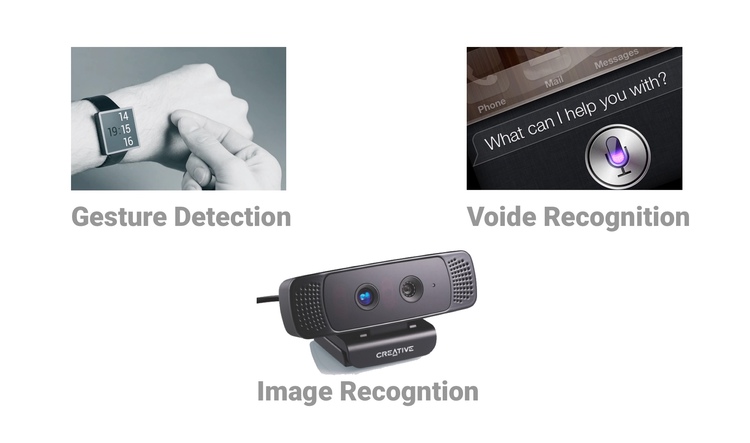 14
19:15
16
Phone
Mail
Messages
What can I help you with?
Gesture Detection
Voide Recognition
CREATIVE
Image Recogntion